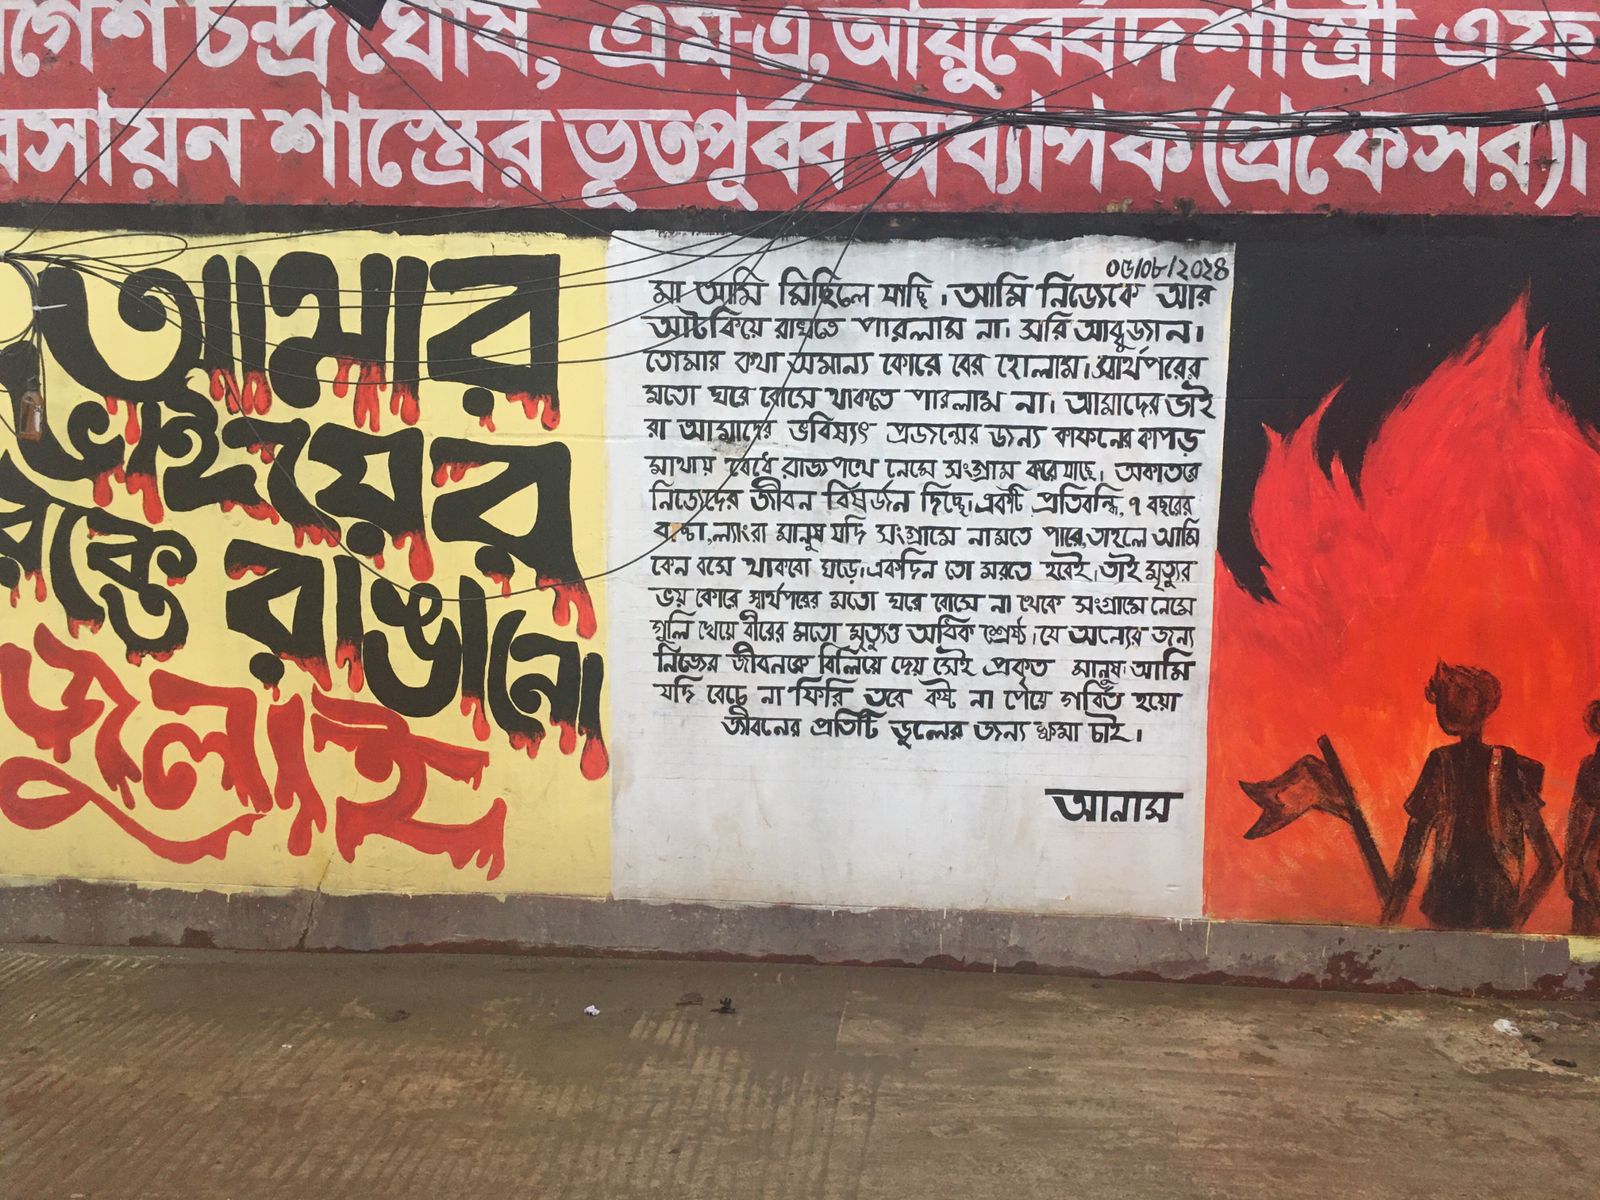 গেশ চন্দ্র ঘোষ, এম-এ, আয়ুর্ব্বেদশাস্ত্রী এফ
রসায়ন শাস্ত্রের ভূতপূর্ব্ব অধ্যাপক (প্রফেসর)।
আমার
ভাইয়ের
রক্তে রাঙানো
জুলাই
০৫/০৮/২০২৪
মা আমি মিছিলে যাচ্ছি। আমি নিজেকে আর
আটকিয়ে রাখতে পারলাম না। সরি আব্বুজান।
তোমার কথা অমান্য কোরে বের হোলাম। স্বার্থপরের
মতো ঘরে বোসে থাকতে পারলাম না। আমাদের ভাই
রা আমাদের ভবিষ্যৎ প্রজন্মের জন্য কাফনের কাপড়
মাথায় বেধে রাজপথে নেমে সংগ্রাম করে যাছে। অকাতরে
নিজেদের জীবন বিষর্জন দিচ্ছে। একটি প্রতিবন্ধি, ৭ বছরের
বাচ্চা, ল্যাংরা মানুষ যদি সংগ্রামে নামতে পারে, তাহলে আমি
কেন বসে থাকবো ঘড়ে। একদিন তো মরতে হবেই। তাই মৃত্যুর
ভয় কোরে স্বার্থপরের মতো ঘরে বোসে না থেকে সংগ্রামে নেমে
গুলি খেয়ে বীরের মতো মৃত্যুও অধিক শ্রেষ্ঠ। যে অন্যের জন্য
নিজের জীবনকে বিলিয়ে দেয় সেই প্রকৃত মানুষ। আমি
যদি বেচে না ফিরি তবে কষ্ট না পেয়ে গর্বিত হয়ো
জীবনের প্রতিটি ভুলের জন্য ক্ষমা চাই।
আনাস